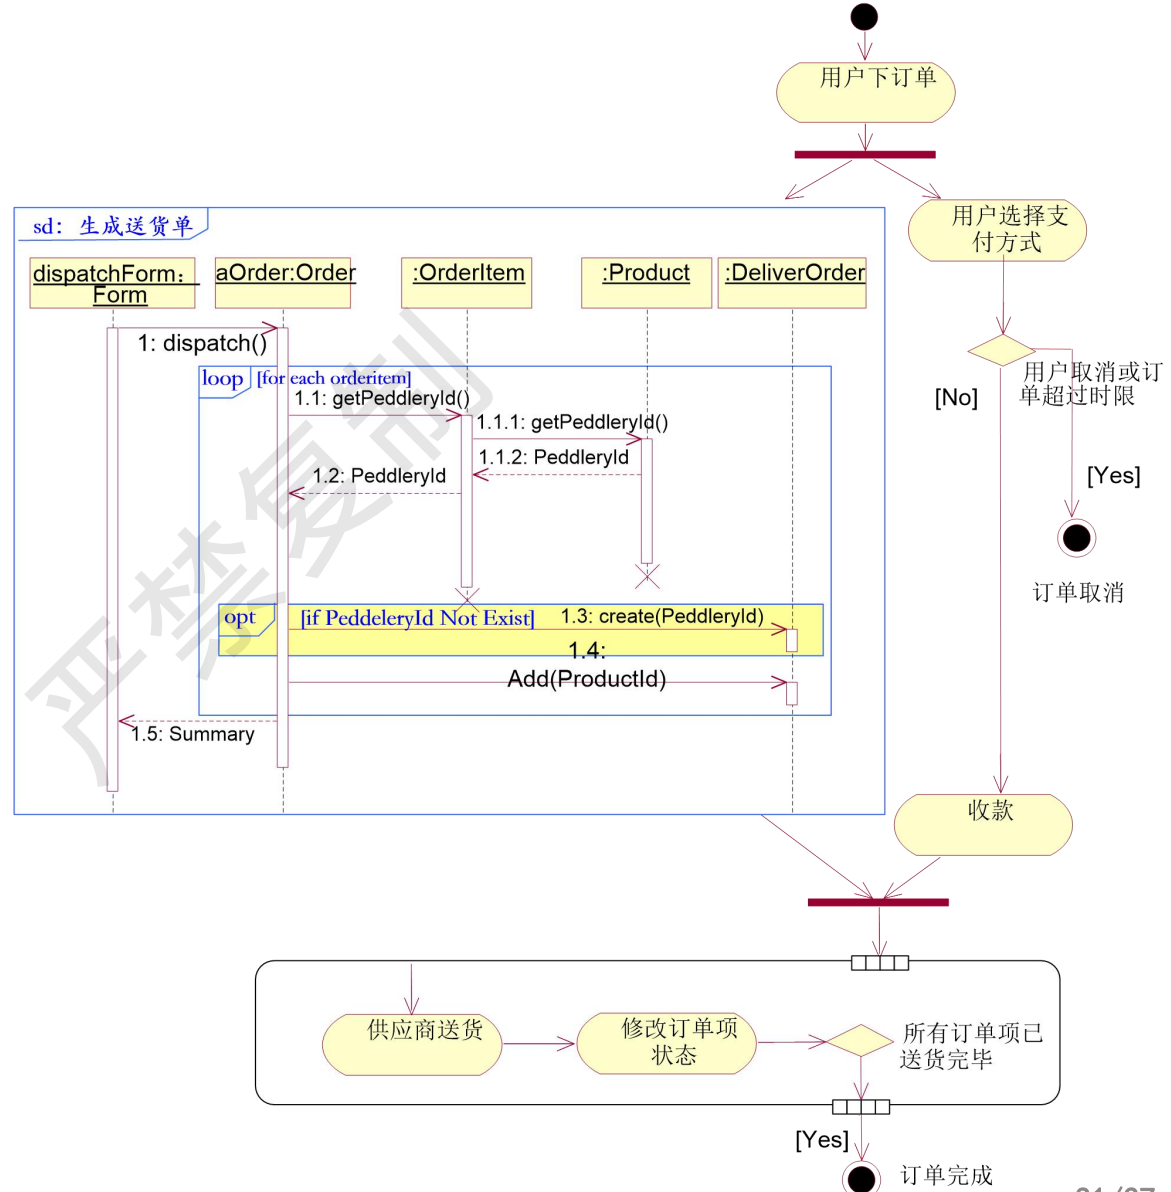 用户下订单
sd: 生成送货单
用户选择支
付方式
dispatchForm:
Form
aOrder:Order
:OrderItem
:Product
:DeliverOrder
1: dispatch()
loop
[for each orderitem]
1.1: getPeddleryId()
1.1.1: getPeddleryId()
1.1.2: PeddleryId
1.2: PeddleryId
用户取消或订
单超过时限
[No]
[Yes]
订单取消
opt
[if PeddeleryId Not Exist]
1.3: create(PeddleryId)
1.4:
Add(ProductId)
1.5: Summary
严禁复制
收款
供应商送货
修改订单项
状态
所有订单项已
送货完毕
[Yes]
订单完成